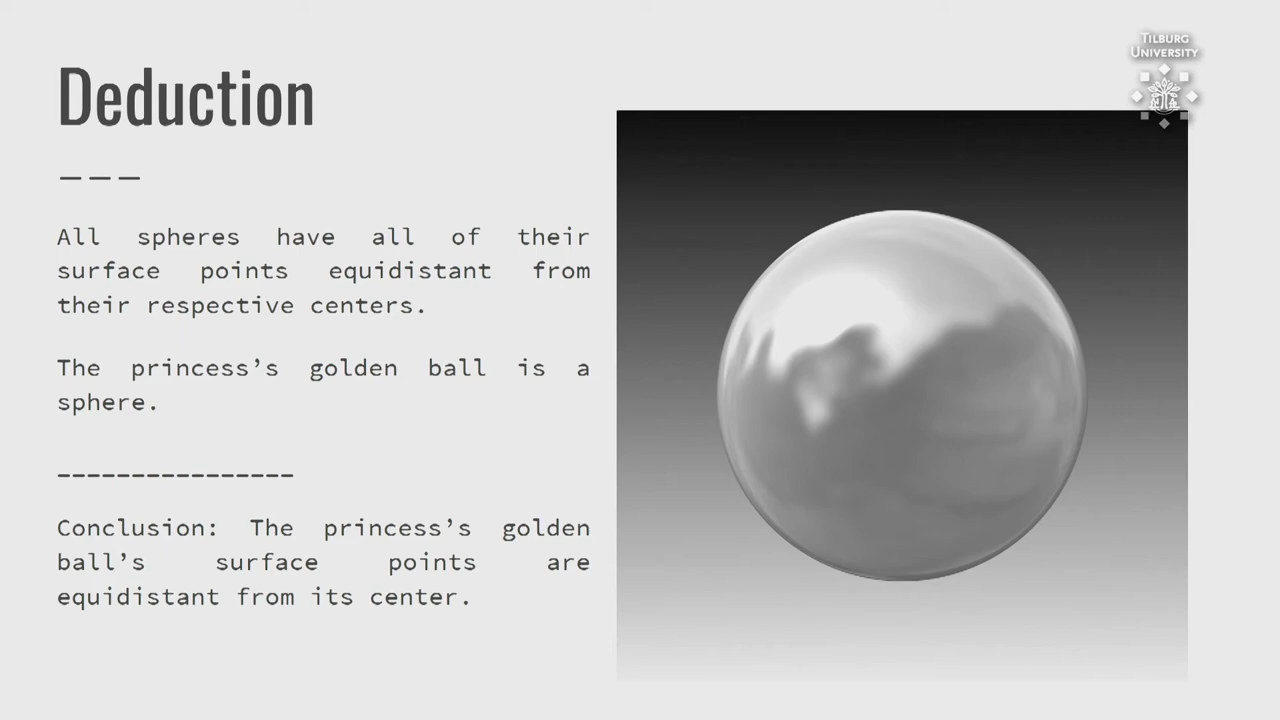 TILBURG
UNIVERSITY
Deduction
———
All spheres have all of their
surface points equidistant from
their respective centers.
The princess’s golden ball is a
sphere.
----------------
Conclusion: The princess’s golden
ball’s surface points are
equidistant from its center.